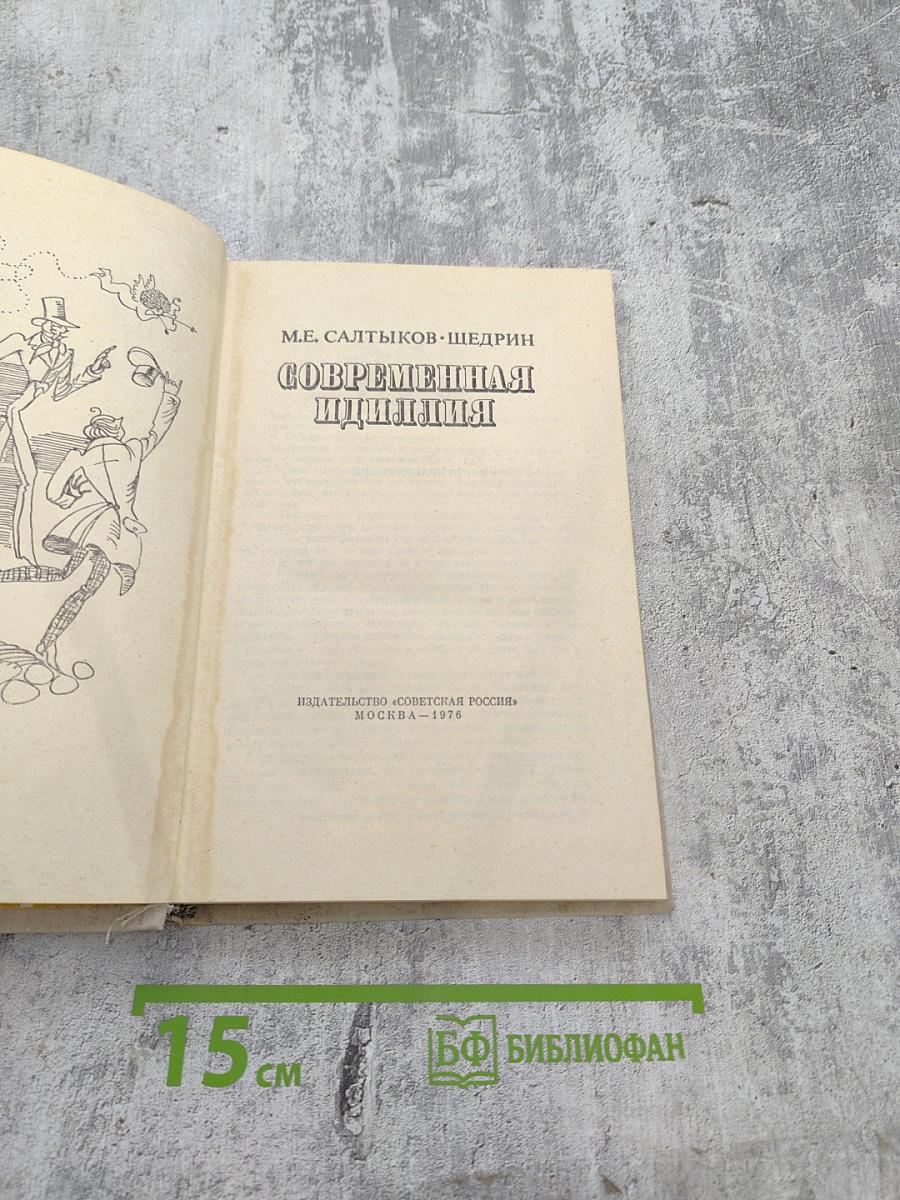 М.Е. САЛТЫКОВ·ЩЕДРИН
СОВРЕМЕННАЯ
ИДИЛЛИЯ
ИЗДАТЕЛЬСТВО «СОВЕТСКАЯ РОССИЯ»
МОСКВА—1976
15 см
БФ БИБЛИОФАН